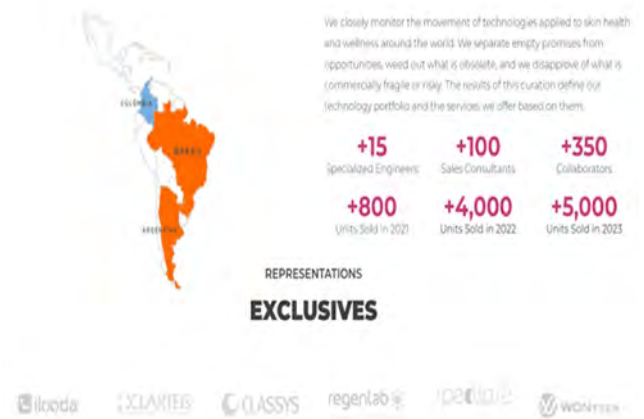 We closely monitor the movement of technologies applied to skin health
and wellness around the world. We separate empty promises from
opportunities, weed out what is obsolete, and we disapprove of what is
commercially fragile or risky. The results of this curation define our
technology portfolio and the services we offer based on them.
COLOMBIA
BRASIL
ARGENTINA
+15 +100 +350
Specialized Engineers Sales Consultants Collaborators
+800 +4,000 +5,000
Units Sold in 2021 Units Sold in 2022 Units Sold in 2023
REPRESENTATIONS
EXCLUSIVES
ilooda CLASSYS regenlab WONTECH